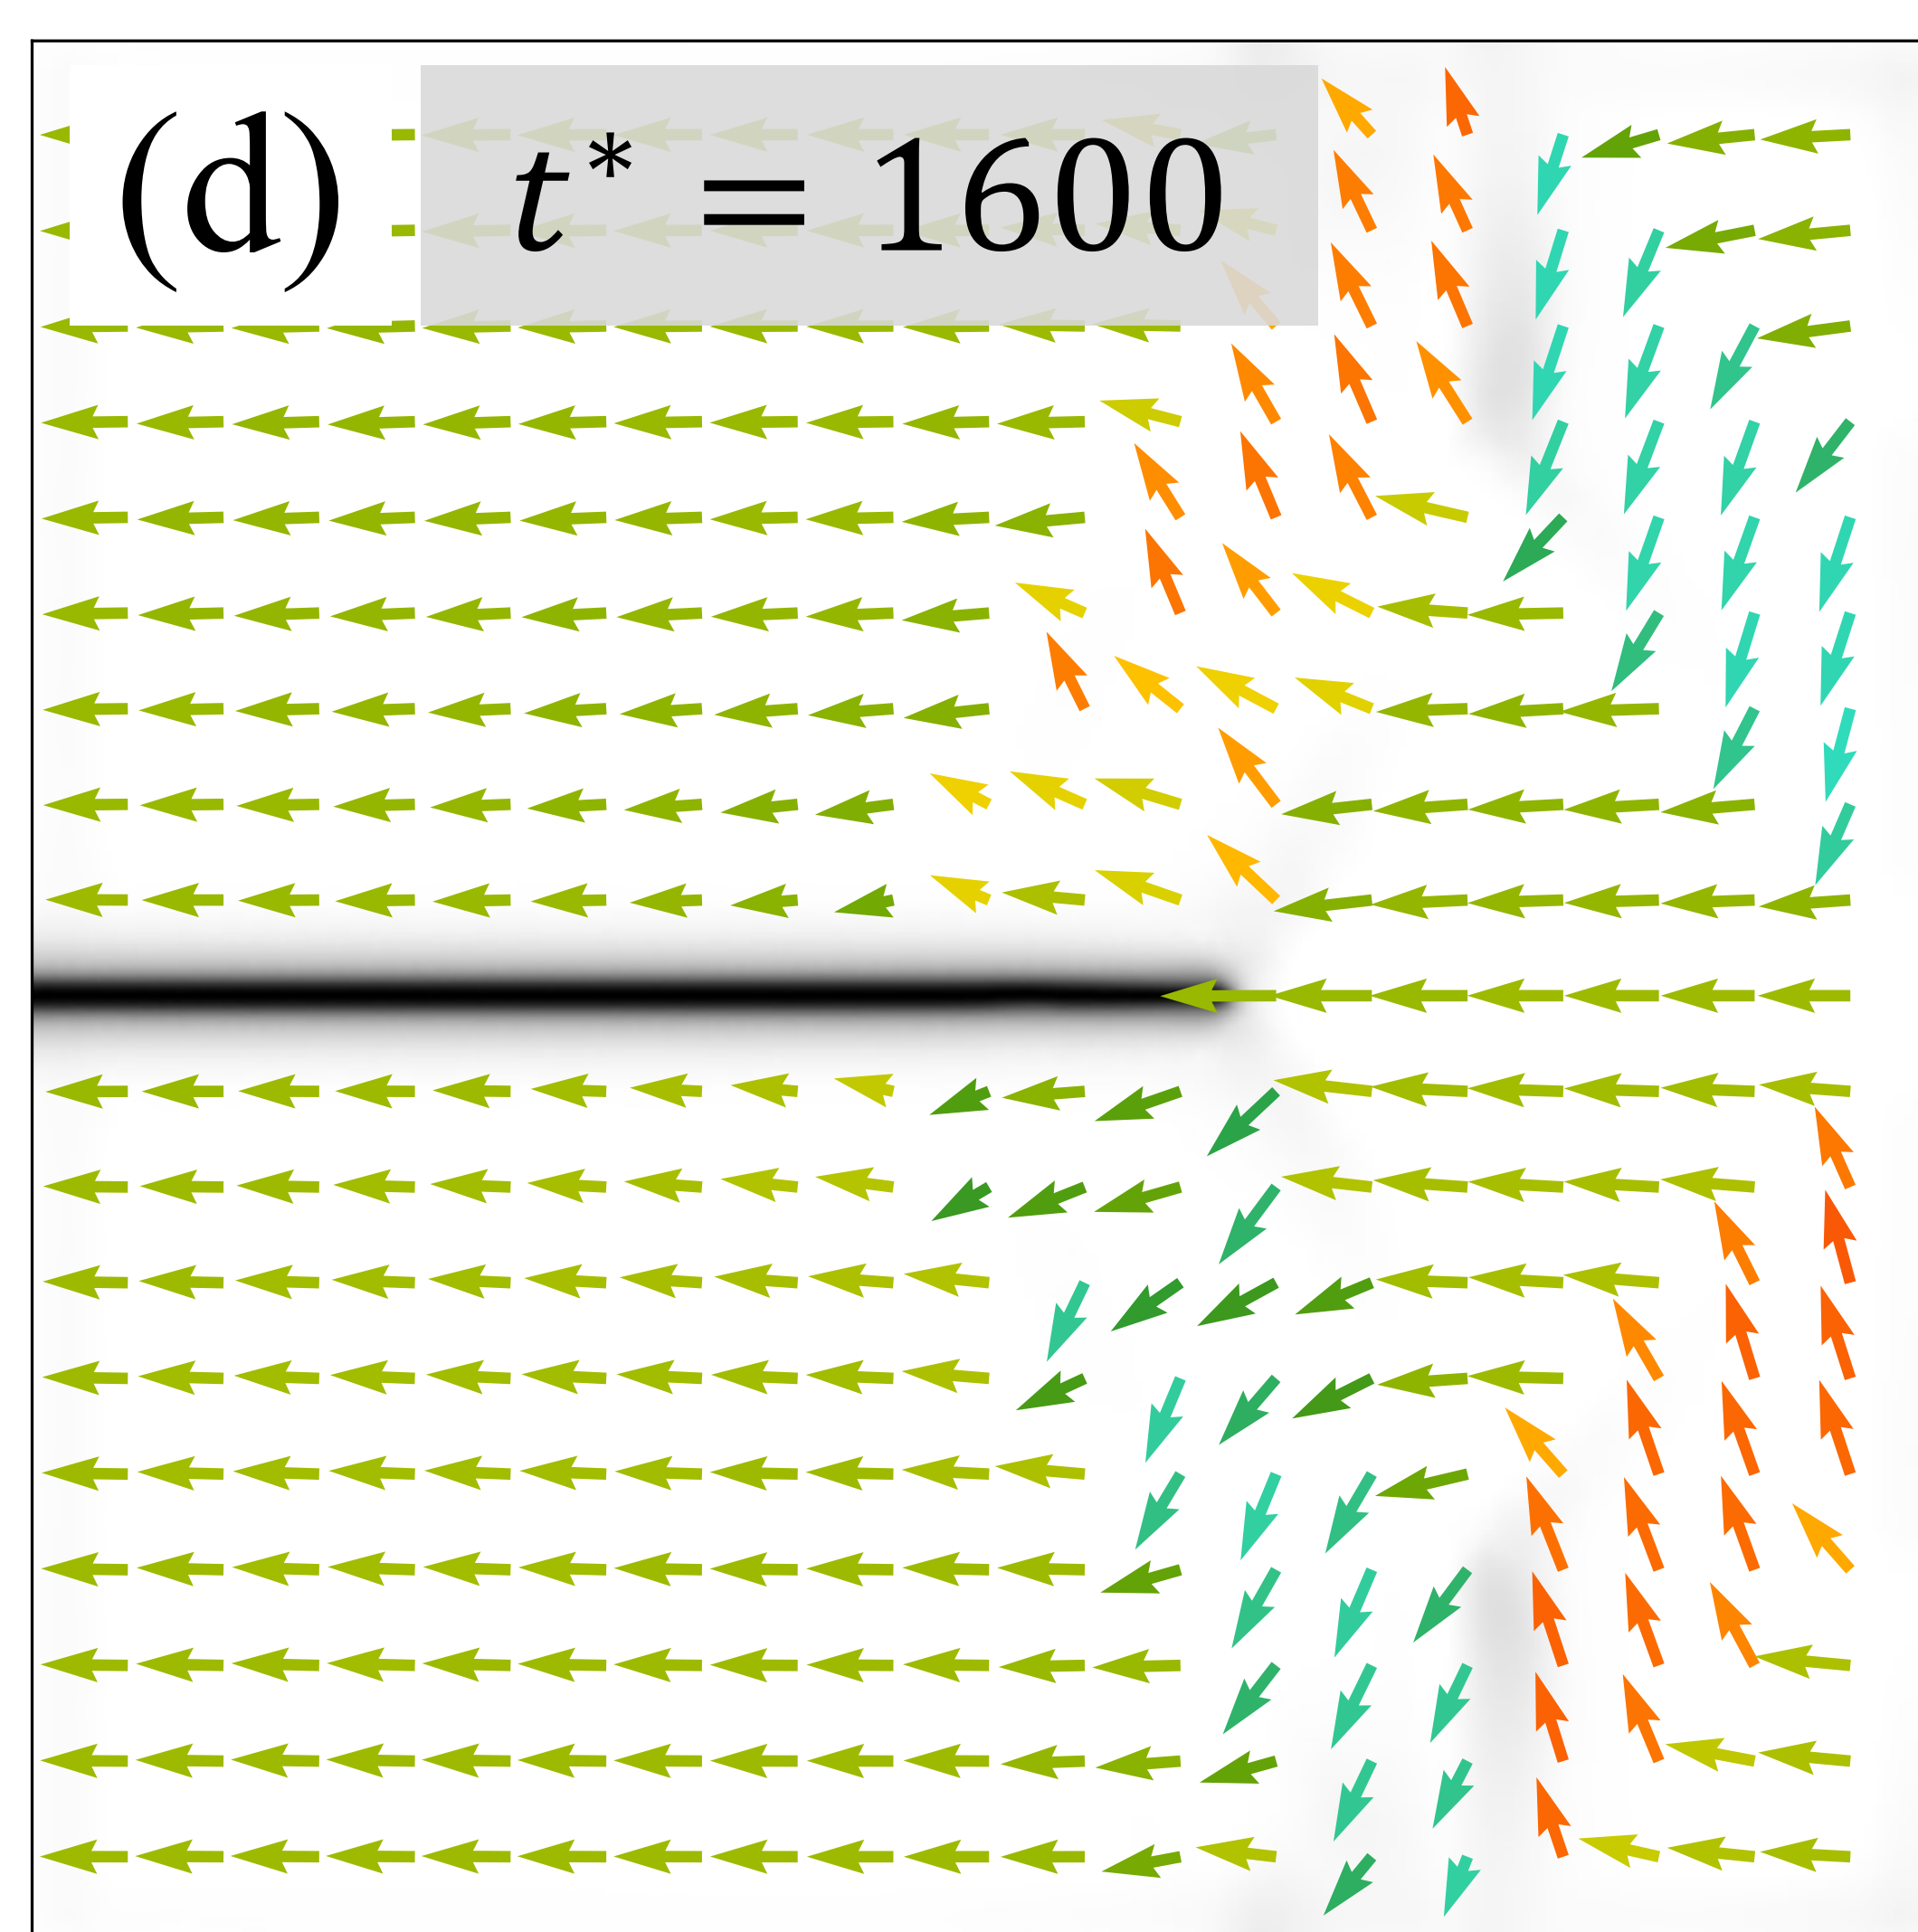 (d) t* = 1600